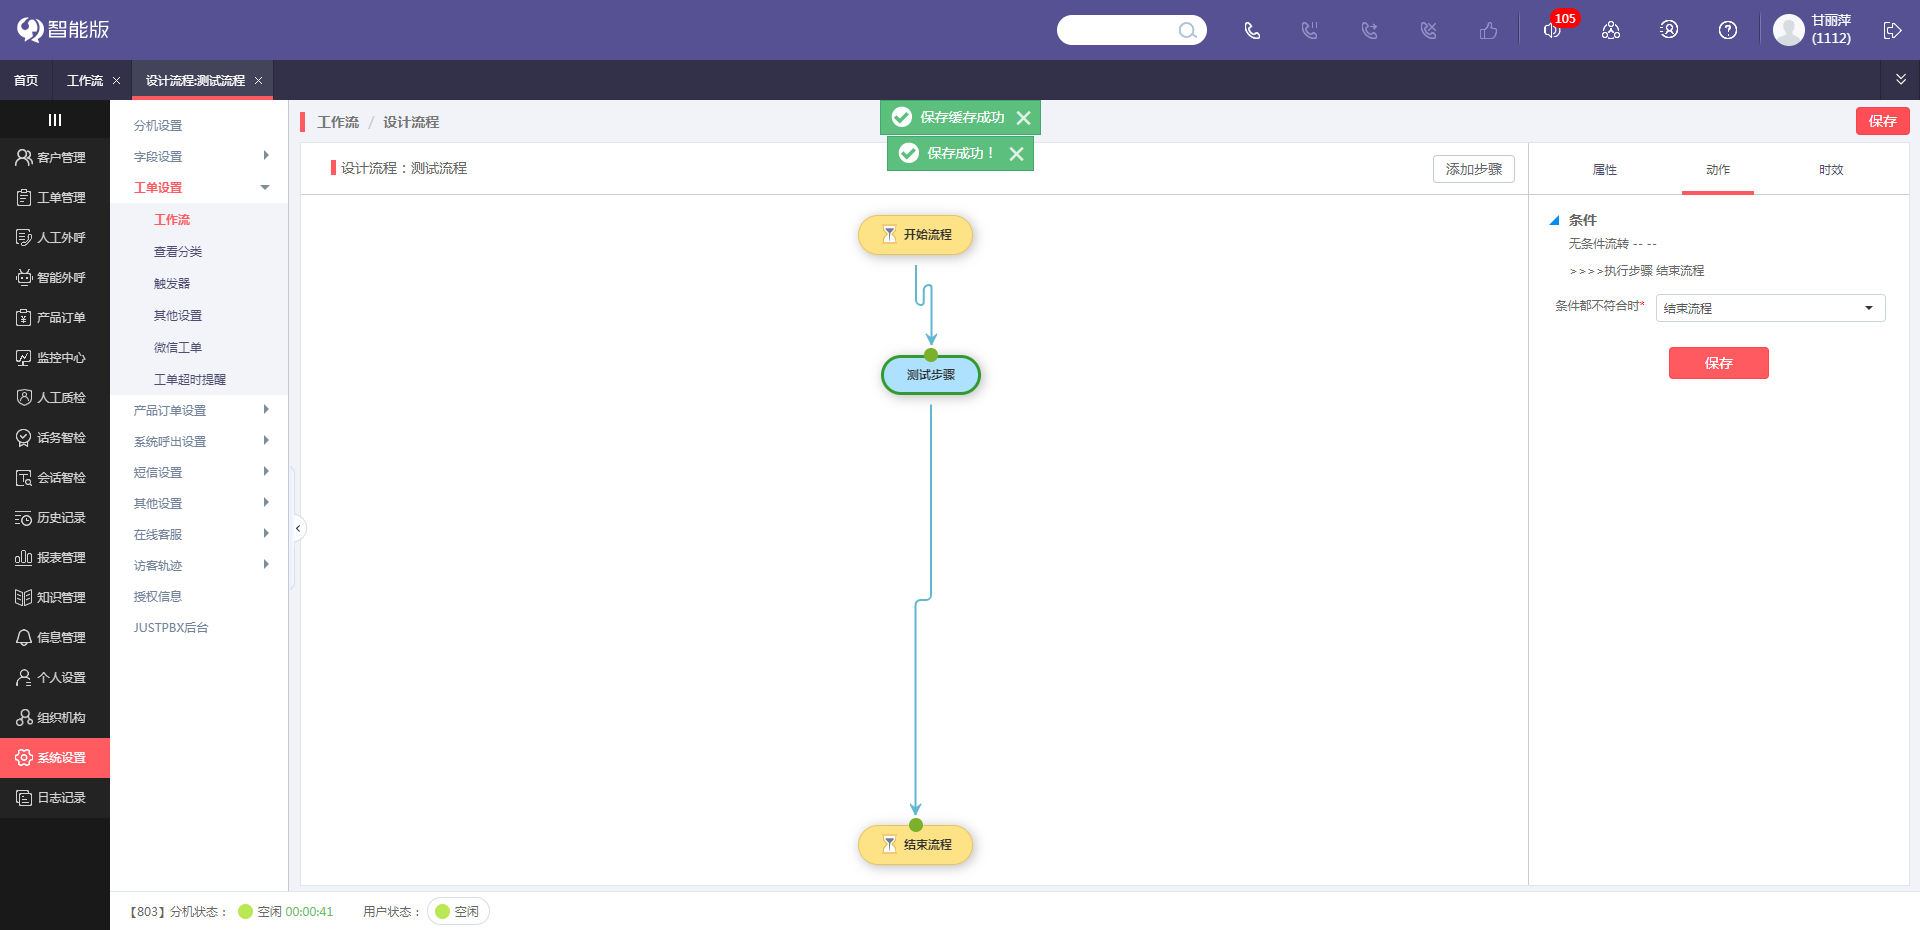 智能版
105
甘丽萍
(1112)
首页
工作流
设计流程:测试流程
客户管理
工单管理
人工外呼
智能外呼
产品订单
监控中心
人工质检
话务智检
会话智检
历史记录
报表管理
知识管理
信息管理
个人设置
组织机构
系统设置
日志记录
分机设置
字段设置
工单设置
工作流
查看分类
触发器
其他设置
微信工单
工单超时提醒
产品订单设置
系统呼出设置
短信设置
其他设置
在线客服
访客轨迹
授权信息
JUSTPBX后台
工作流 / 设计流程
保存缓存成功
保存成功！
保存
设计流程：测试流程
添加步骤
开始流程
测试步骤
结束流程
属性
动作
时效
条件
无条件流转 -- --
>>>>执行步骤 结束流程
条件都不符合时* 结束流程
保存
【803】分机状态： 空闲 00:00:41 用户状态： 空闲